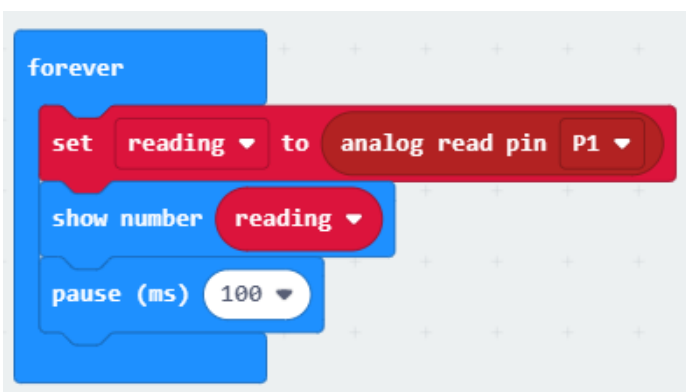 forever
set reading to analog read pin P1
show number reading
pause (ms) 100